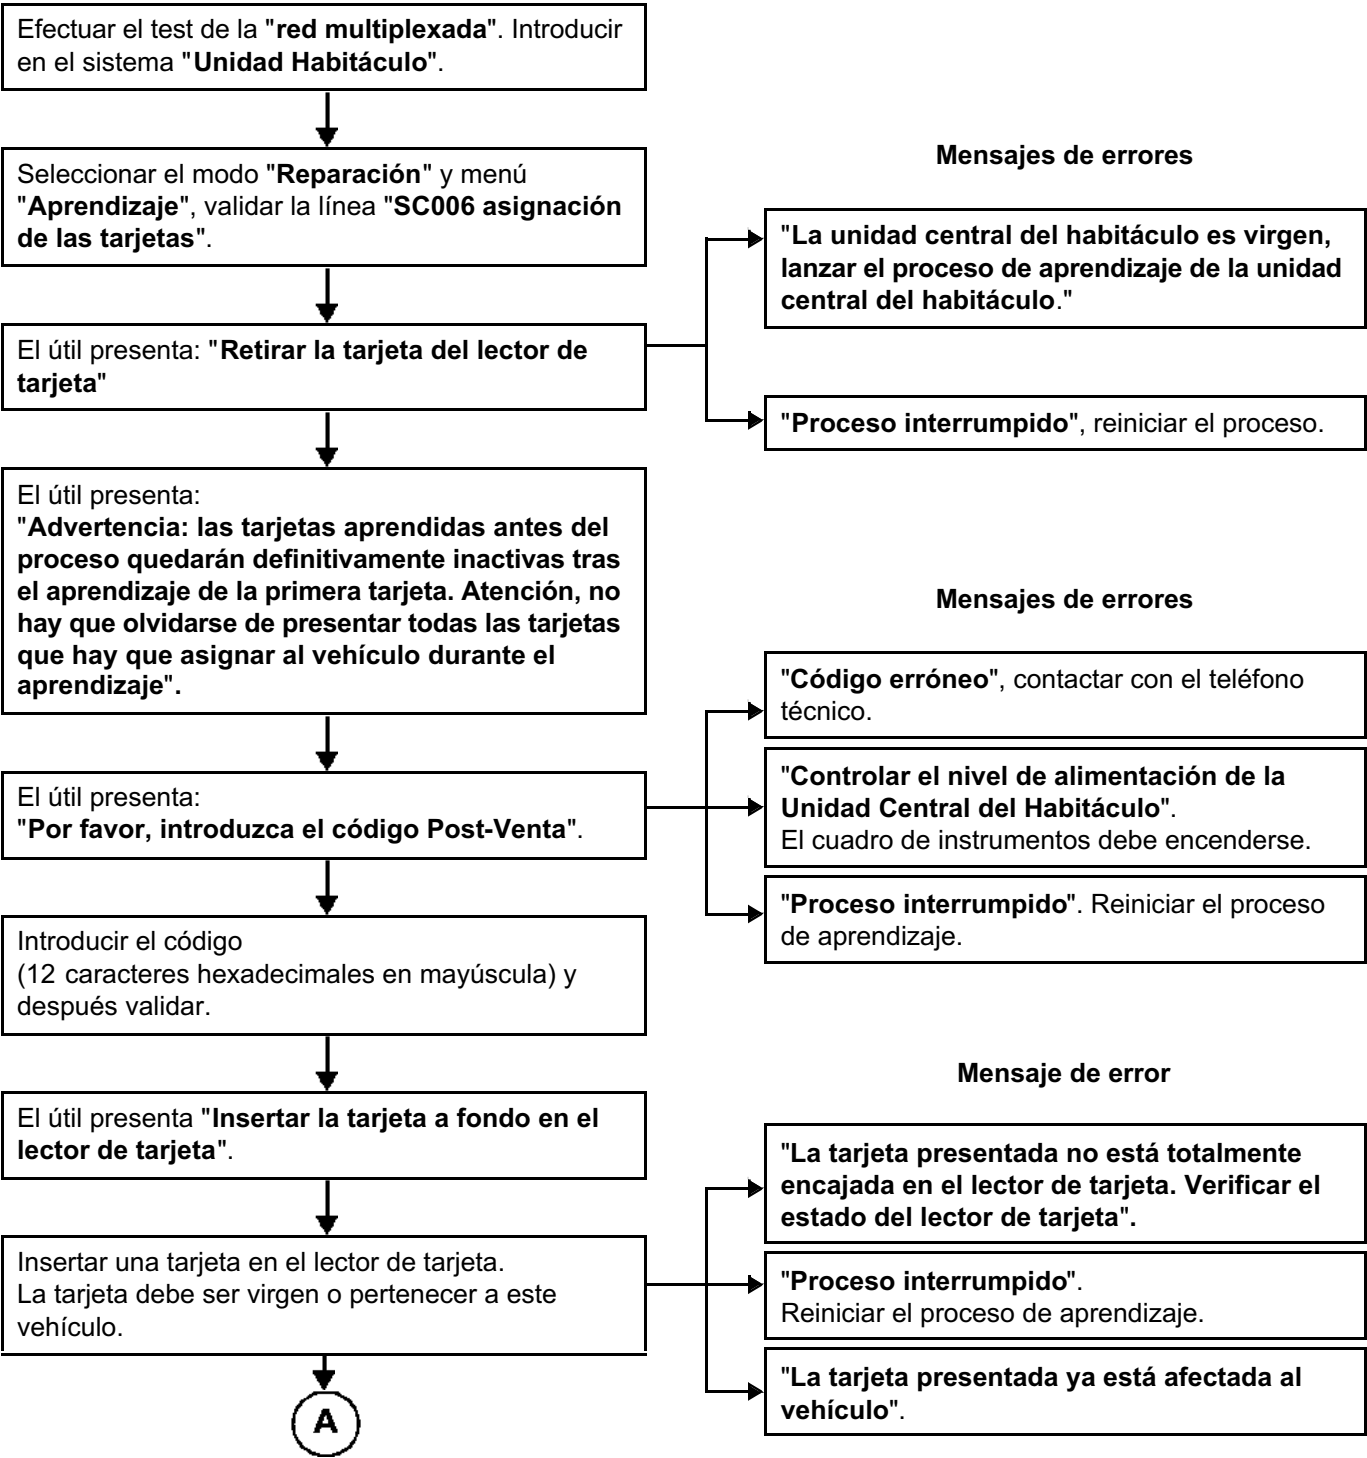 Efectuar el test de la "red multiplexada". Introducir
en el sistema "Unidad Habitáculo".
Seleccionar el modo "Reparación" y menú
"Aprendizaje", validar la línea "SC006 asignación
de las tarjetas".
Mensajes de errores
"La unidad central del habitáculo es virgen,
lanzar el proceso de aprendizaje de la unidad
central del habitáculo."
El útil presenta: "Retirar la tarjeta del lector de
tarjeta"
"Proceso interrumpido", reiniciar el proceso.
El útil presenta:
"Advertencia: las tarjetas aprendidas antes del
proceso quedarán definitivamente inactivas tras
el aprendizaje de la primera tarjeta. Atención, no
hay que olvidarse de presentar todas las tarjetas
que hay que asignar al vehículo durante el
aprendizaje".
Mensajes de errores
"Código erróneo", contactar con el teléfono
técnico.
El útil presenta:
"Por favor, introduzca el código Post-Venta".
"Controlar el nivel de alimentación de la
Unidad Central del Habitáculo".
El cuadro de instrumentos debe encenderse.
"Proceso interrumpido". Reiniciar el proceso
de aprendizaje.
Introducir el código
(12 caracteres hexadecimales en mayúscula) y
después validar.
El útil presenta "Insertar la tarjeta a fondo en el
lector de tarjeta".
Mensaje de error
"La tarjeta presentada no está totalmente
encajada en el lector de tarjeta. Verificar el
estado del lector de tarjeta".
Insertar una tarjeta en el lector de tarjeta.
La tarjeta debe ser virgen o pertenecer a este
vehículo.
"Proceso interrumpido".
Reiniciar el proceso de aprendizaje.
"La tarjeta presentada ya está afectada al
vehículo".
A